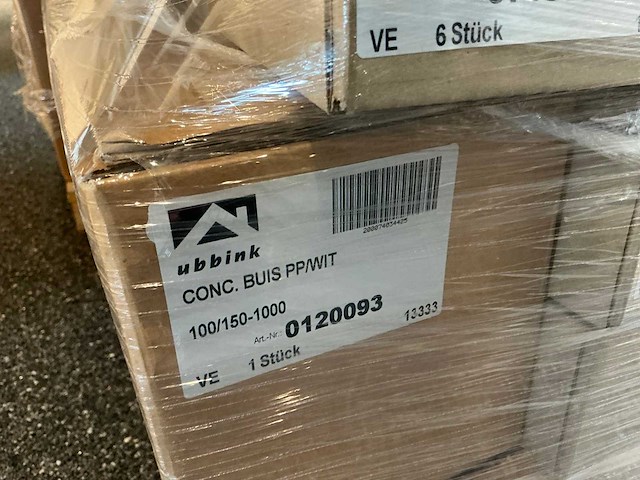 VE 6 Stück
ubbink
CONC. BUIS PP/WIT
100/150-1000
Art.-Nr. 0120093
13333
VE 1 Stück